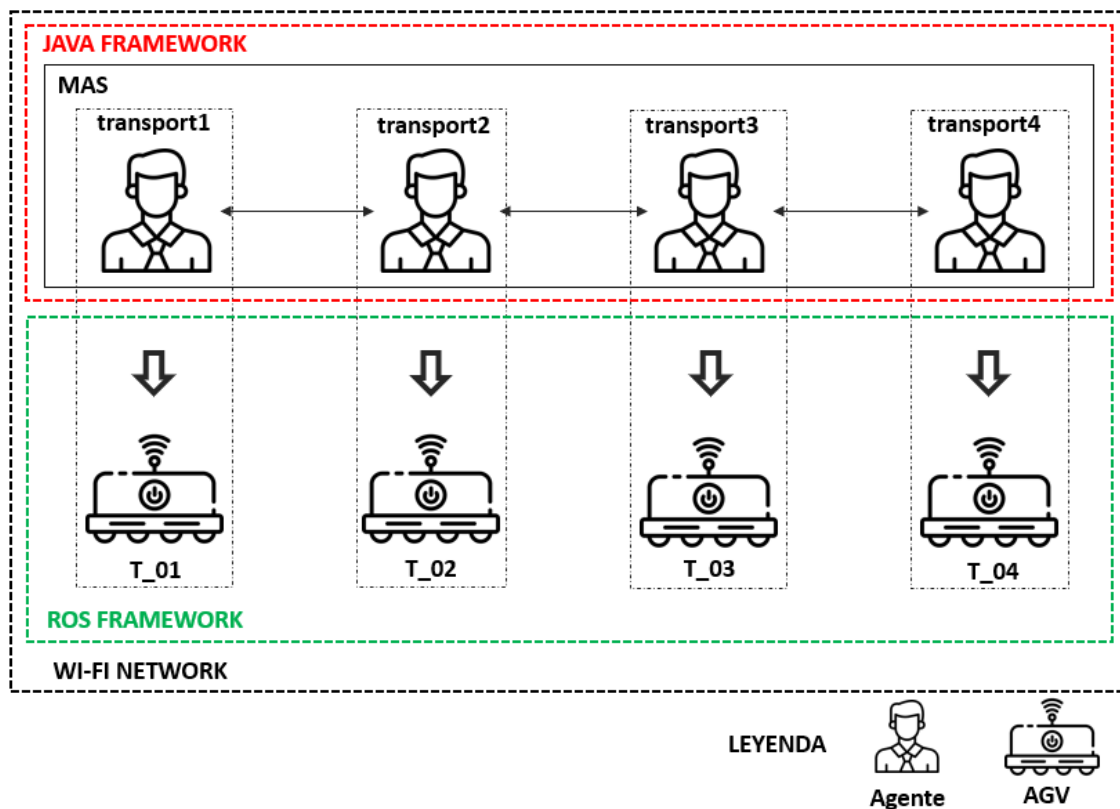 JAVA FRAMEWORK
MAS
transport1
transport2
transport3
transport4
T_01
T_02
T_03
T_04
ROS FRAMEWORK
WI-FI NETWORK
LEYENDA
Agente
AGV